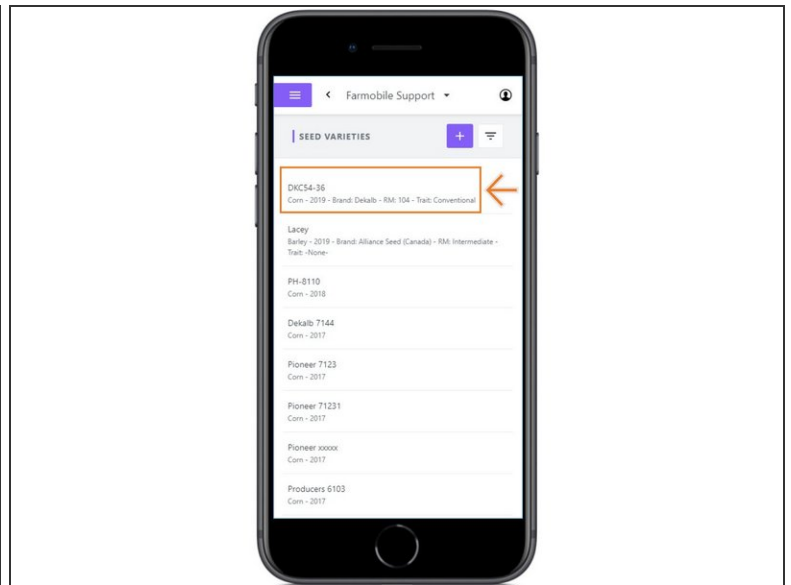 Farmobile Support
SEED VARIETIES
DKC54-36
Corn - 2019 - Brand: Dekalb - RM: 104 - Trait: Conventional
Lacey
Barley - 2019 - Brand: Alliance Seed (Canada) - RM: Intermediate -
Trait: -None-
PH-8110
Corn - 2018
Dekalb 7144
Corn - 2017
Pioneer 7123
Corn - 2017
Pioneer 71231
Corn - 2017
Pioneer xxxxx
Corn - 2017
Producers 6103
Corn - 2017